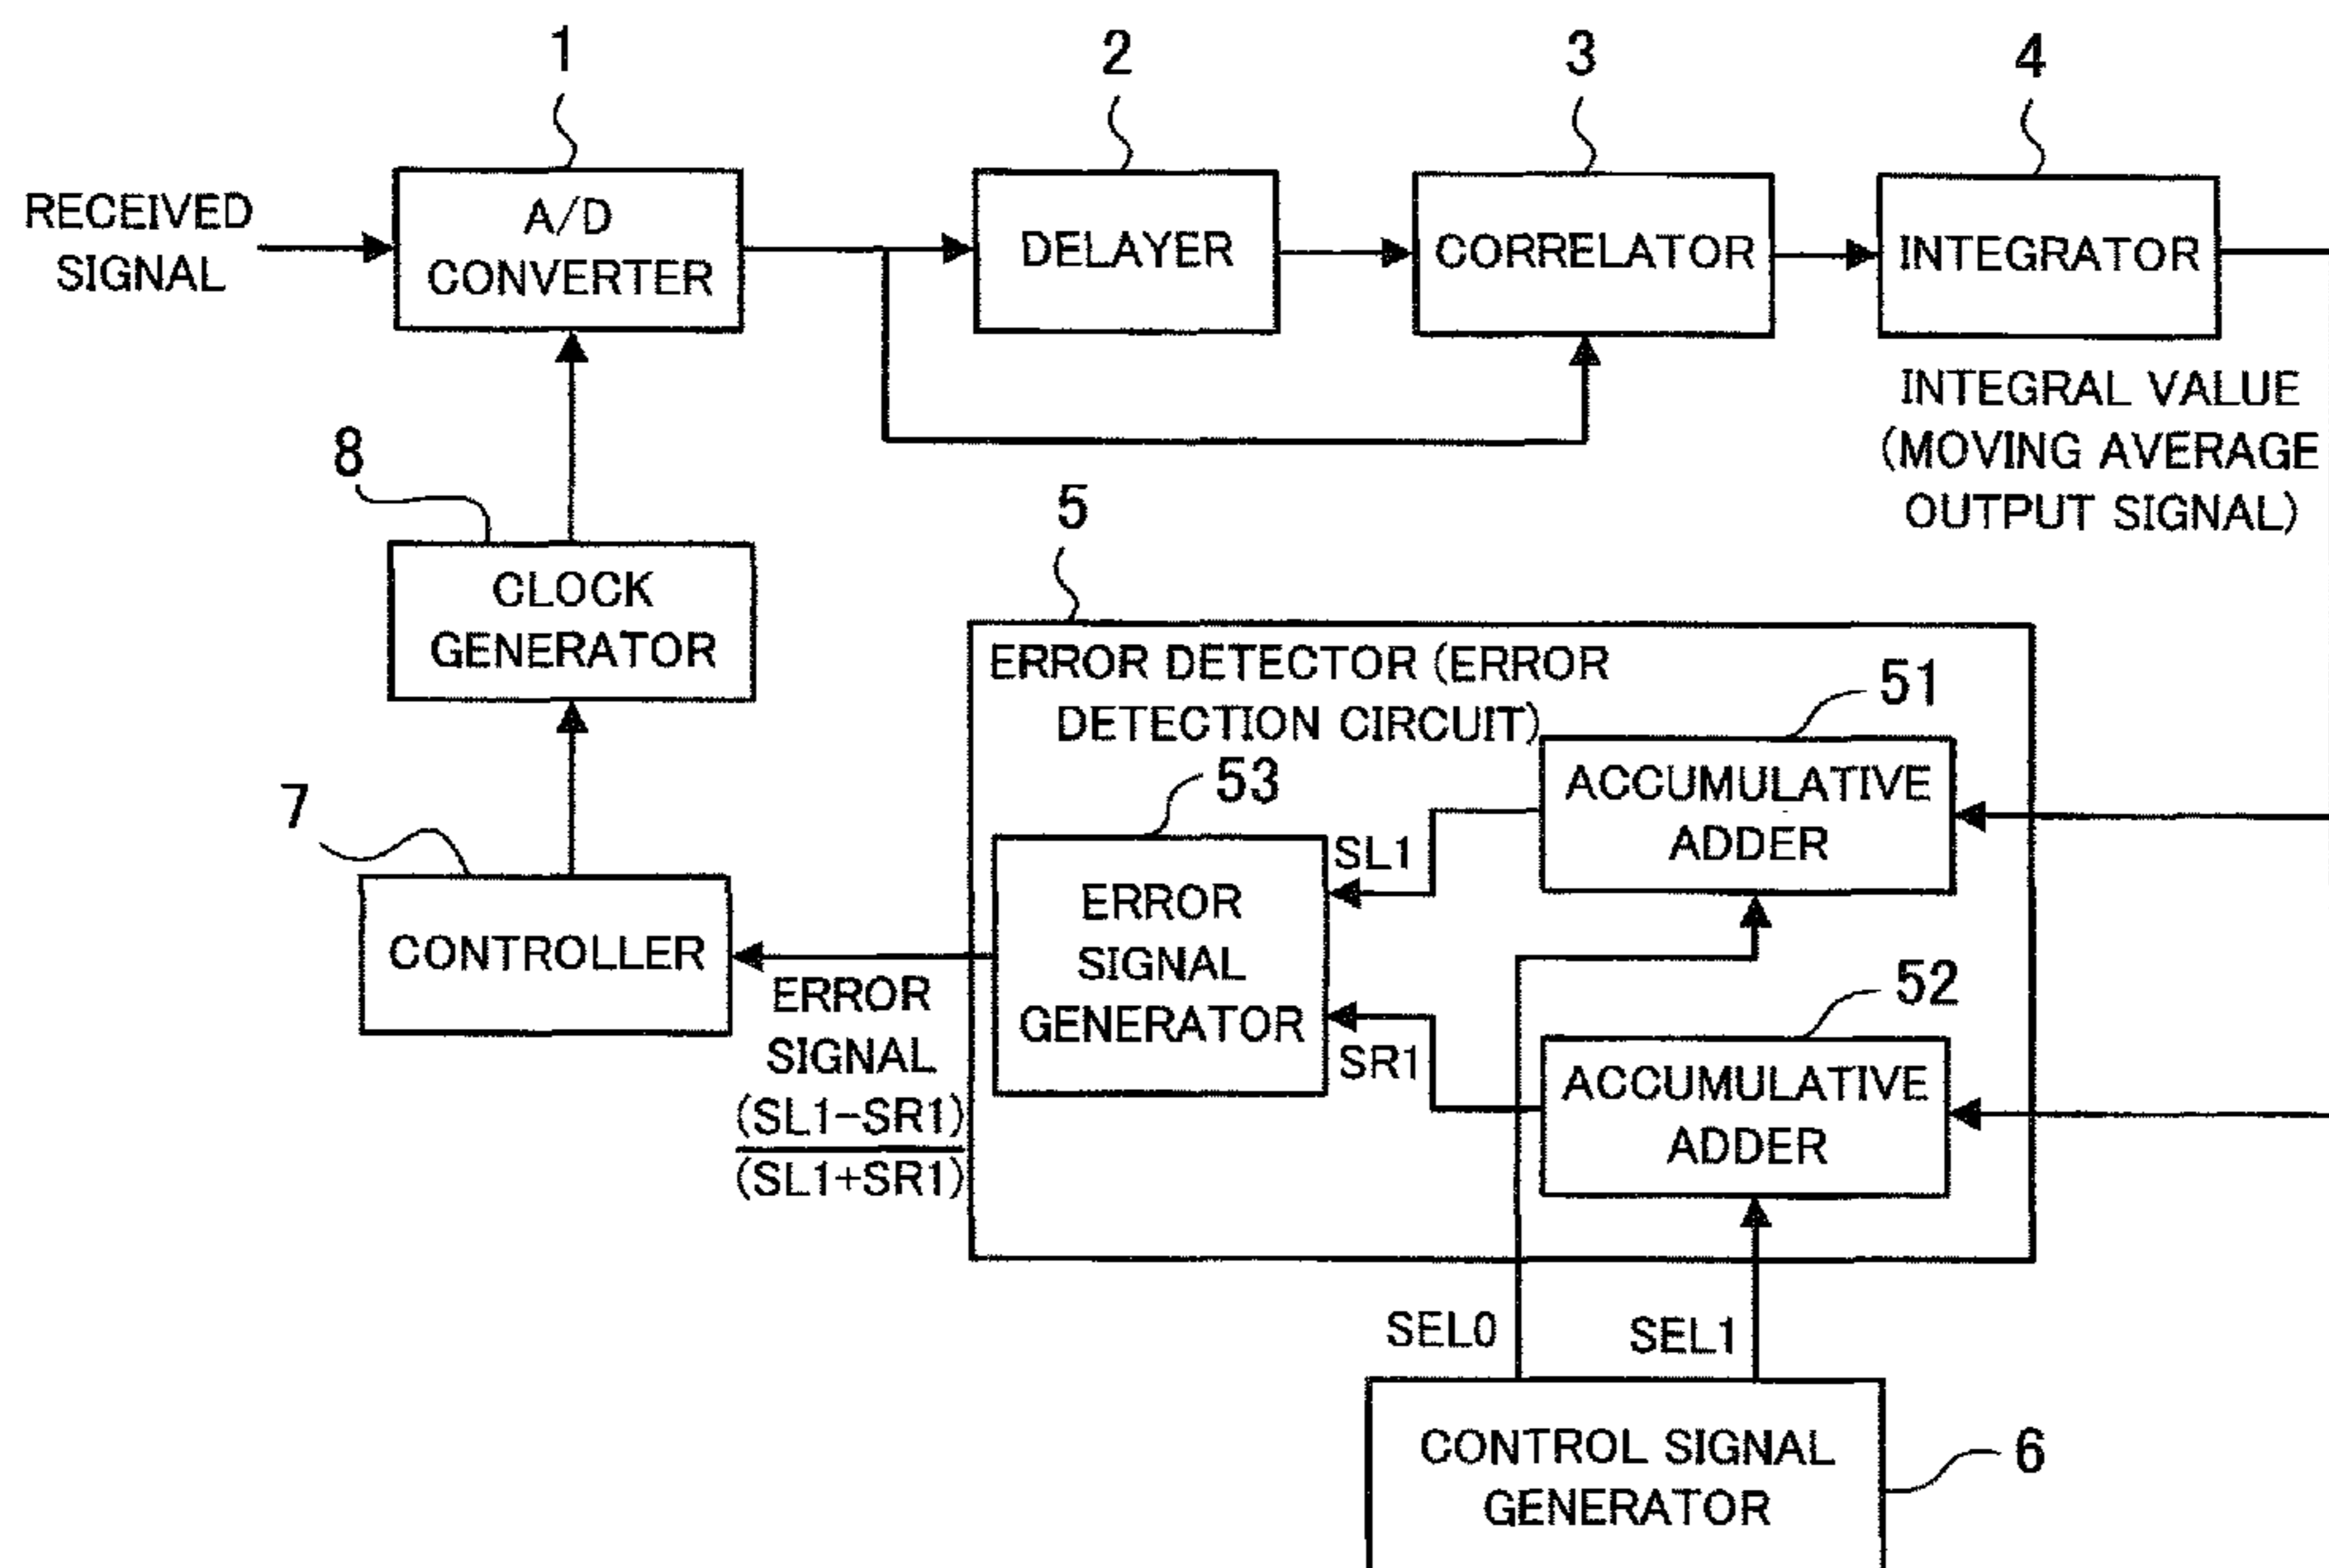 1
2
3
4
RECEIVED
SIGNAL
A/D
CONVERTER
DELAYER
CORRELATOR
INTEGRATOR
INTEGRAL VALUE
(MOVING AVERAGE
OUTPUT SIGNAL)
8
CLOCK
GENERATOR
5
ERROR DETECTOR (ERROR
DETECTION CIRCUIT)
51
ACCUMULATIVE
ADDER
53
SL1
ERROR
SIGNAL
GENERATOR
SR1
52
ACCUMULATIVE
ADDER
7
CONTROLLER
ERROR
SIGNAL
(SL1-SR1)
(SL1+SR1)
SEL0
SEL1
CONTROL SIGNAL
GENERATOR
6